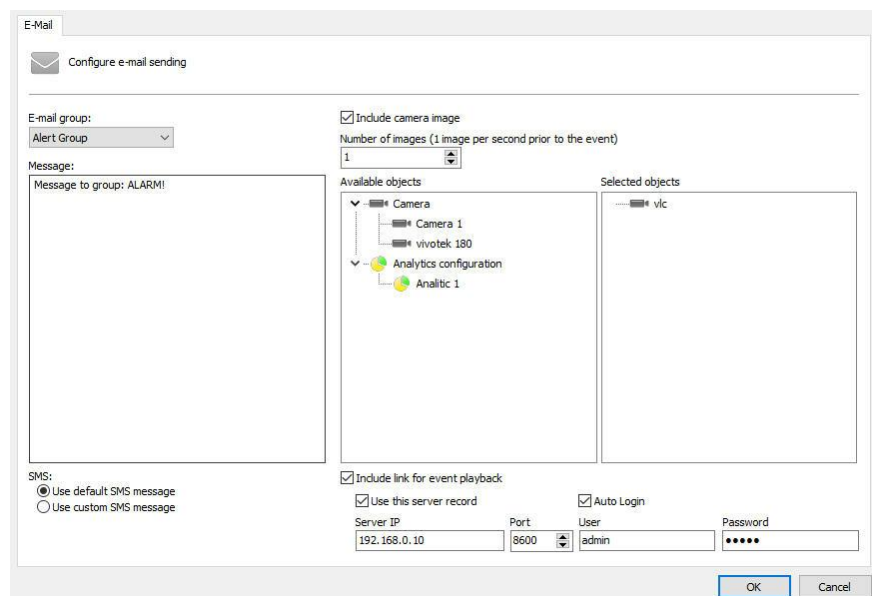 E-Mail
Configure e-mail sending
E-mail group:
Alert Group
Message:
Message to group: ALARM!
SMS:
Use default SMS message
Use custom SMS message
Include camera image
Number of images (1 image per second prior to the event)
1
Available objects
Camera
Camera 1
vivotek 180
Analytics configuration
Analitic 1
Selected objects
vlc
Include link for event playback
Use this server record
Auto Login
Server IP
Port
User
Password
192.168.0.10
8600
admin
•••••
OK
Cancel